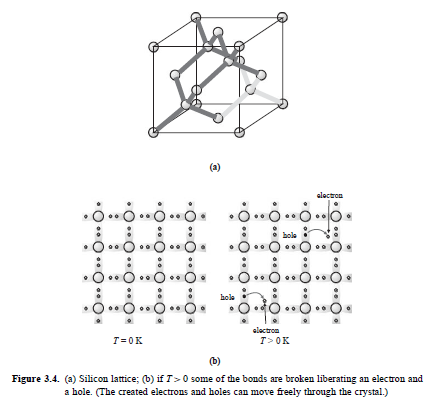 (a)
electron
hole
hole
electron
T = 0 K
T > 0 K
(b)
Figure 3.4. (a) Silicon lattice; (b) if T > 0 some of the bonds are broken liberating an electron and
a hole. (The created electrons and holes can move freely through the crystal.)